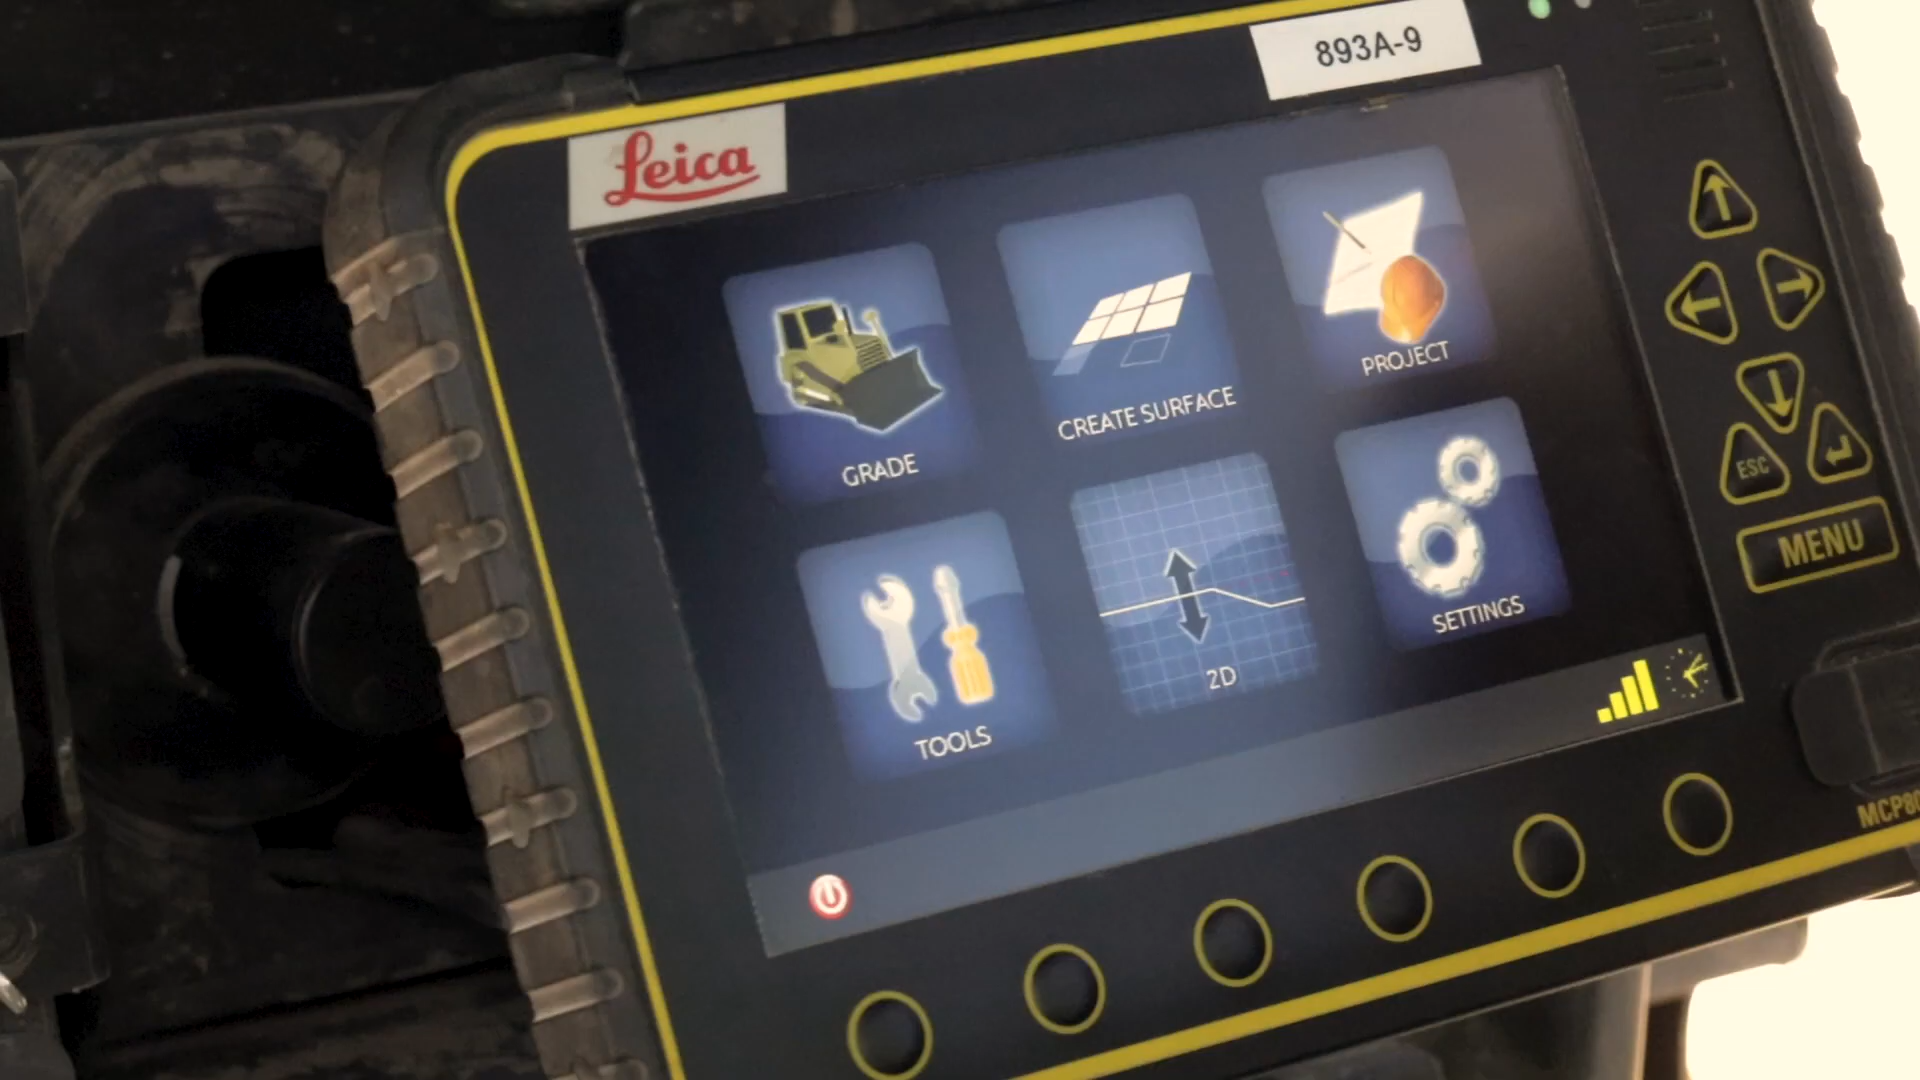 893A-9
Leica
GRADE
CREATE SURFACE
PROJECT
TOOLS
2D
SETTINGS
ESC
MENU